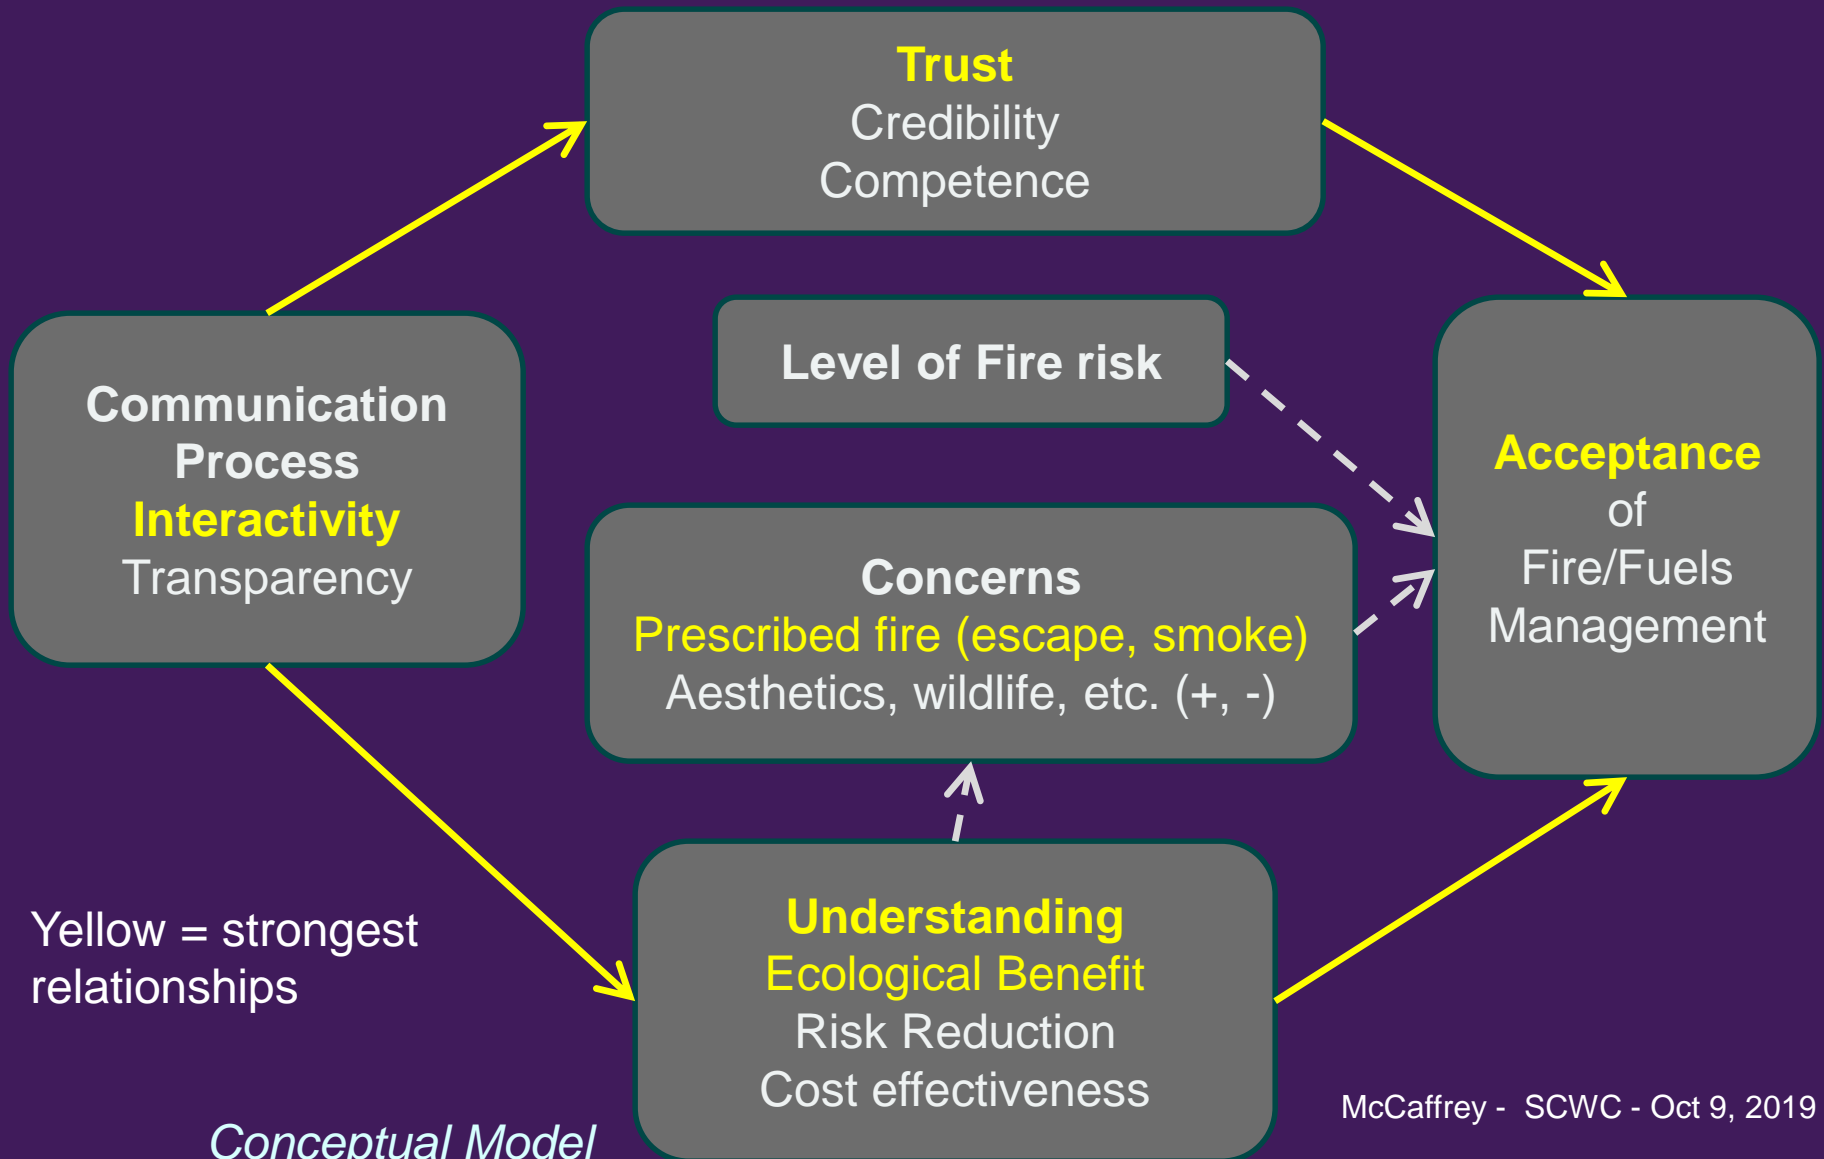 Trust
Credibility
Competence
Level of Fire risk
Communication
Process
Interactivity
Transparency
Acceptance
of
Fire/Fuels
Management
Concerns
Prescribed fire (escape, smoke)
Aesthetics, wildlife, etc. (+, -)
Understanding
Ecological Benefit
Risk Reduction
Cost effectiveness
Yellow = strongest
relationships
McCaffrey - SCWC - Oct 9, 2019
Conceptual Model